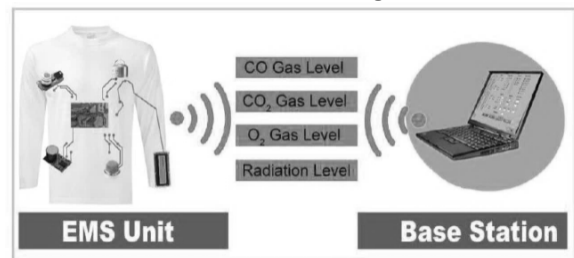 CO Gas Level
CO₂ Gas Level
O₂ Gas Level
Radiation Level
EMS Unit
Base Station